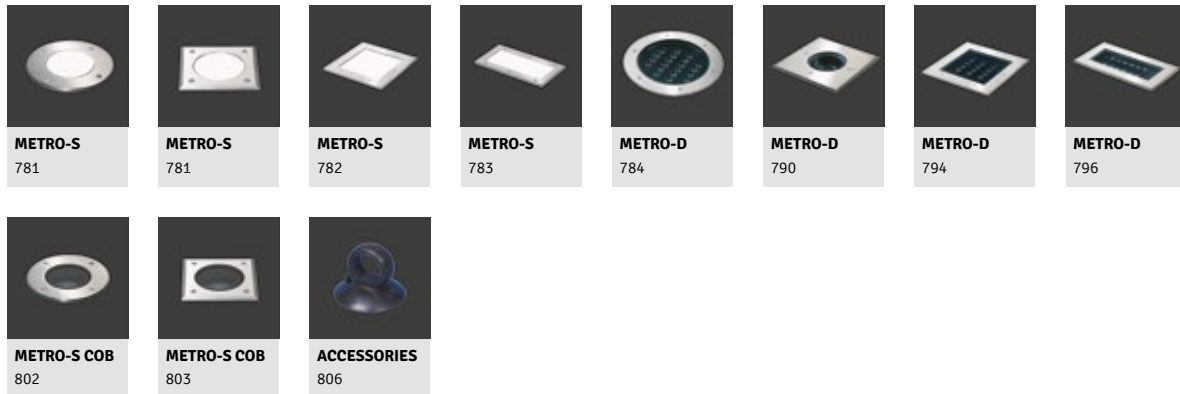 METRO-S
781
METRO-S
781
METRO-S
782
METRO-S
783
METRO-D
784
METRO-D
790
METRO-D
794
METRO-D
796
METRO-S COB
802
METRO-S COB
803
ACCESSORIES
806